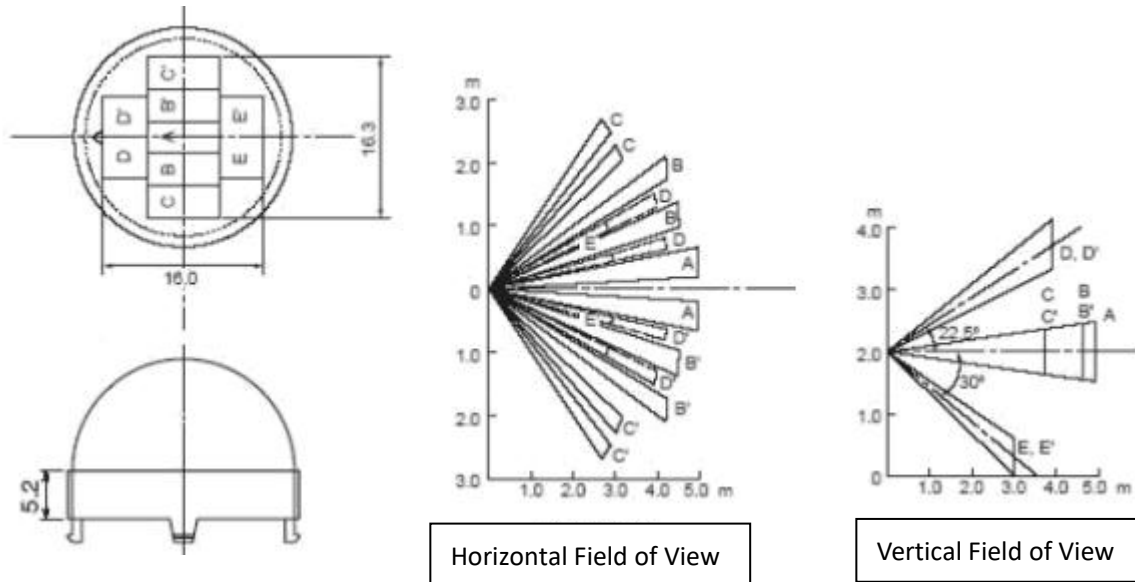 C'
D' B' A E'
D B E
C
16.3
16.0
5.2
m
3.0
2.0
1.0
0
1.0
2.0
3.0
C
C
B
D
B
E
D
A
A
E
D'
B'
D
B'
C'
C'
1.0 2.0 3.0 4.0 5.0 m
Horizontal Field of View
m
4.0
3.0
2.0
1.0
0
D, D'
C B
C' B' A
22.5°
30°
E, E'
1.0 2.0 3.0 4.0 5.0 m
Vertical Field of View